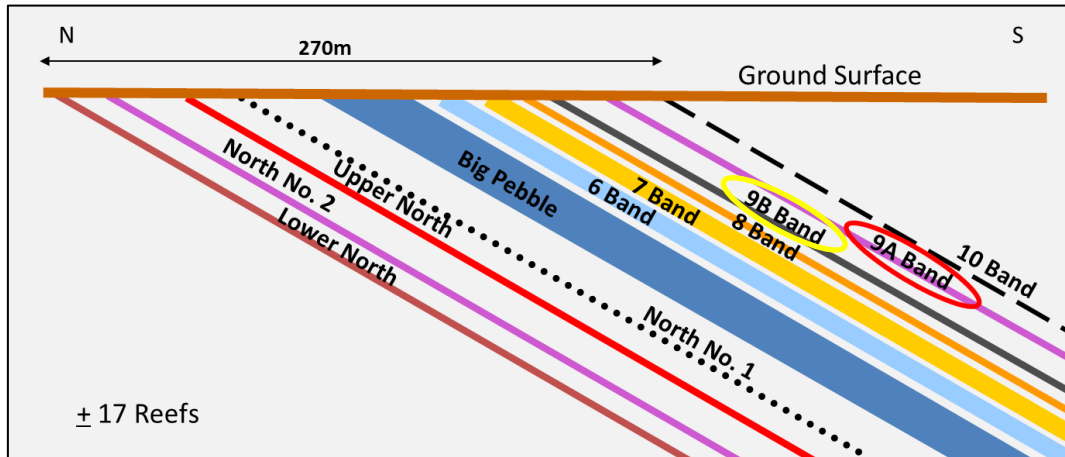 N
S
270m
Ground Surface
North No. 2
Upper North
Lower North
Big Pebble
6 Band
7 Band
8 Band
9B Band
9A Band
10 Band
North No. 1
± 17 Reefs